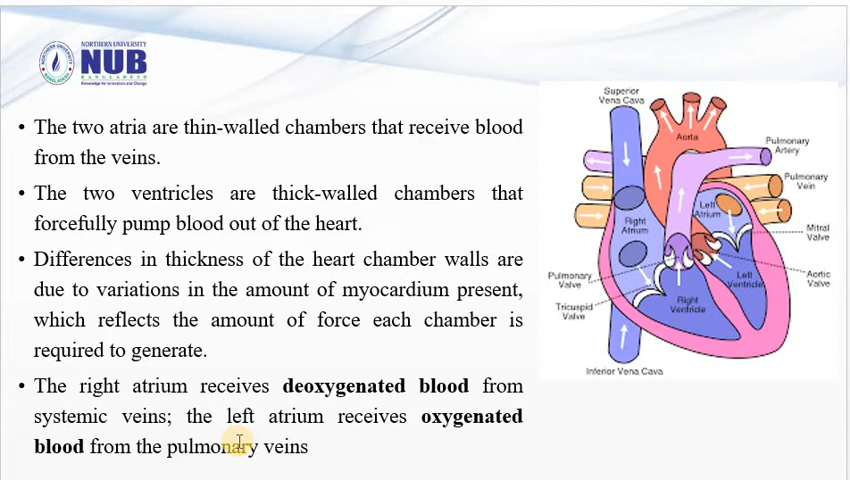 NORTHERN UNIVERSITY
NUB
BANGLADESH
Knowledge for Innovation and Change
• The two atria are thin-walled chambers that receive blood
from the veins.
• The two ventricles are thick-walled chambers that
forcefully pump blood out of the heart.
• Differences in thickness of the heart chamber walls are
due to variations in the amount of myocardium present,
which reflects the amount of force each chamber is
required to generate.
• The right atrium receives deoxygenated blood from
systemic veins; the left atrium receives oxygenated
blood from the pulmonary veins
Superior
Vena Cava
Aorta
Pulmonary
Artery
Pulmonary
Vein
Left
Atrium
Right
Atrium
Mitral
Valve
Pulmonary
Valve
Left
Ventricle
Aortic
Valve
Tricuspid
Valve
Right
Ventricle
Inferior Vena Cava